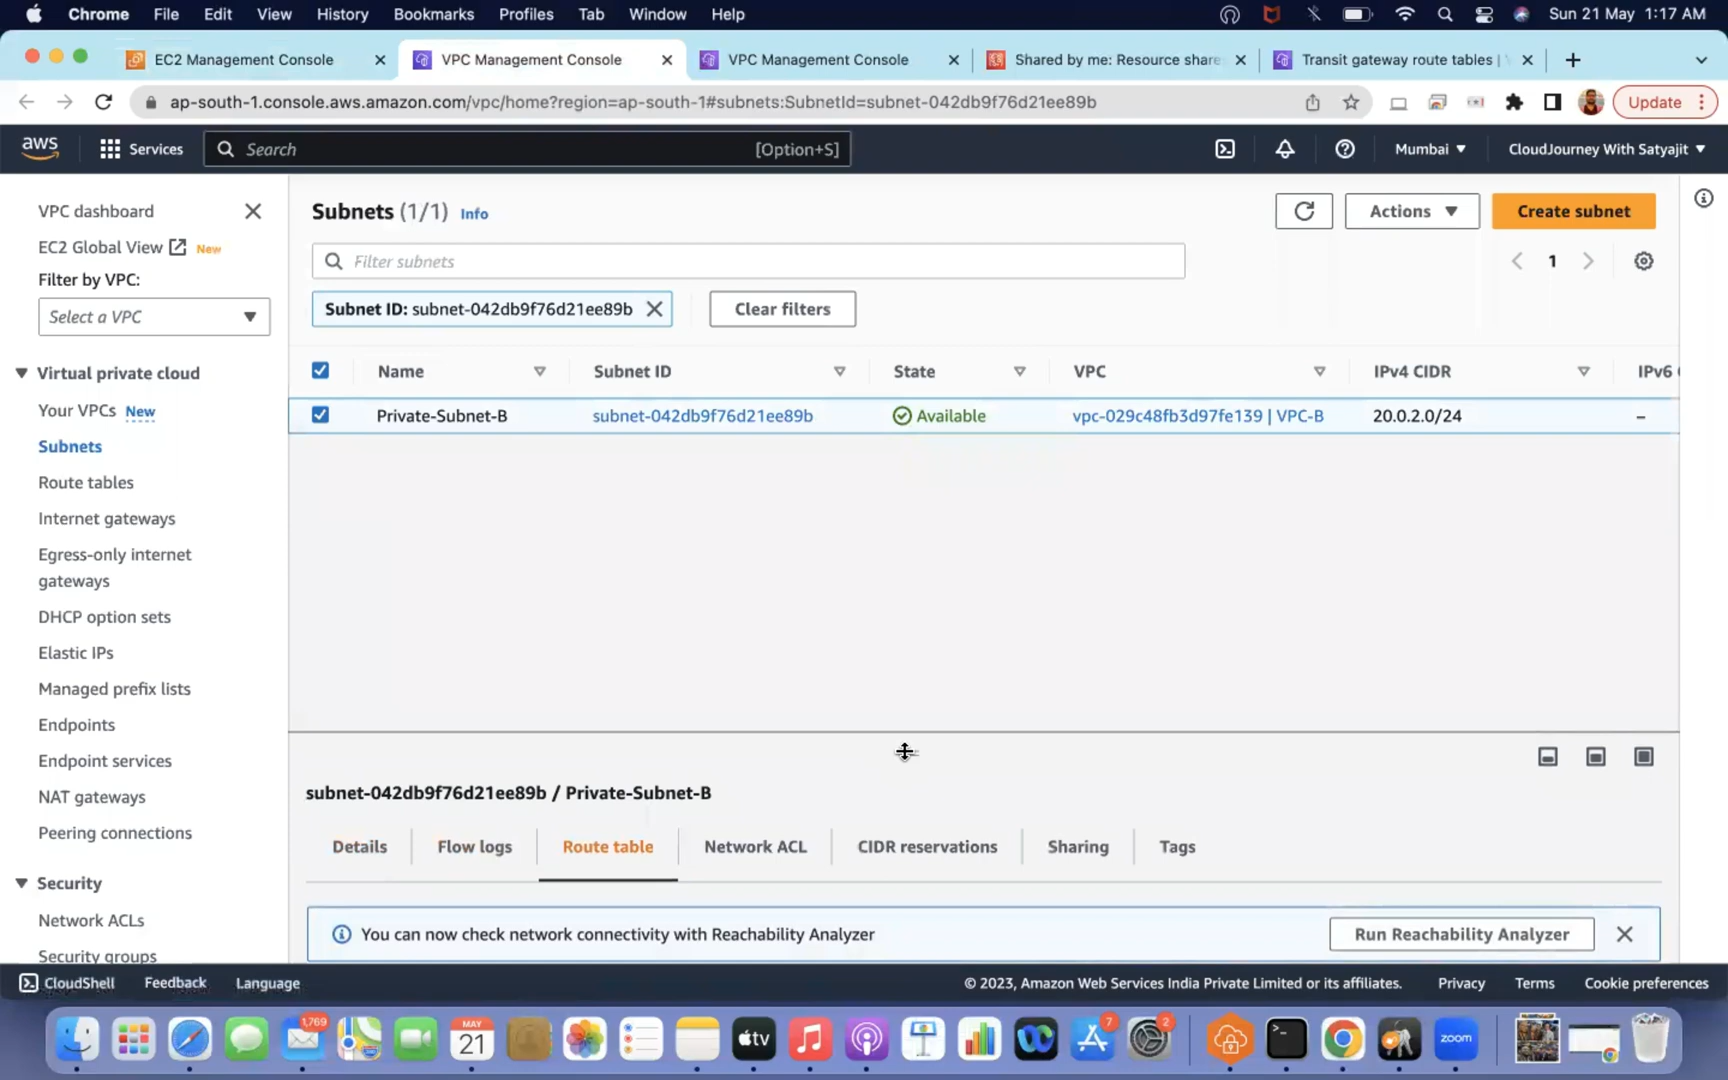 Chrome File Edit View History Bookmarks Profiles Tab Window Help Sun 21 May 1:17 AM
EC2 Management Console VPC Management Console VPC Management Console Shared by me: Resource share Transit gateway route tables |
ap-south-1.console.aws.amazon.com/vpc/home?region=ap-south-1#subnets:SubnetId=subnet-042db9f76d21ee89b Update
aws Services Search [Option+S] Mumbai CloudJourney With Satyajit
VPC dashboard
EC2 Global View New
Filter by VPC:
Select a VPC
Virtual private cloud
Your VPCs New
Subnets
Route tables
Internet gateways
Egress-only internet
gateways
DHCP option sets
Elastic IPs
Managed prefix lists
Endpoints
Endpoint services
NAT gateways
Peering connections
Security
Network ACLs
Security groups
Subnets (1/1) Info Actions Create subnet
Filter subnets 1
Subnet ID: subnet-042db9f76d21ee89b Clear filters
Name Subnet ID State VPC IPv4 CIDR IPv6
Private-Subnet-B subnet-042db9f76d21ee89b Available vpc-029c48fb3d97fe139 | VPC-B 20.0.2.0/24 –
subnet-042db9f76d21ee89b / Private-Subnet-B
Details Flow logs Route table Network ACL CIDR reservations Sharing Tags
You can now check network connectivity with Reachability Analyzer Run Reachability Analyzer
CloudShell Feedback Language © 2023, Amazon Web Services India Private Limited or its affiliates. Privacy Terms Cookie preferences
1,769 MAY 21 tv 7 2 zoom